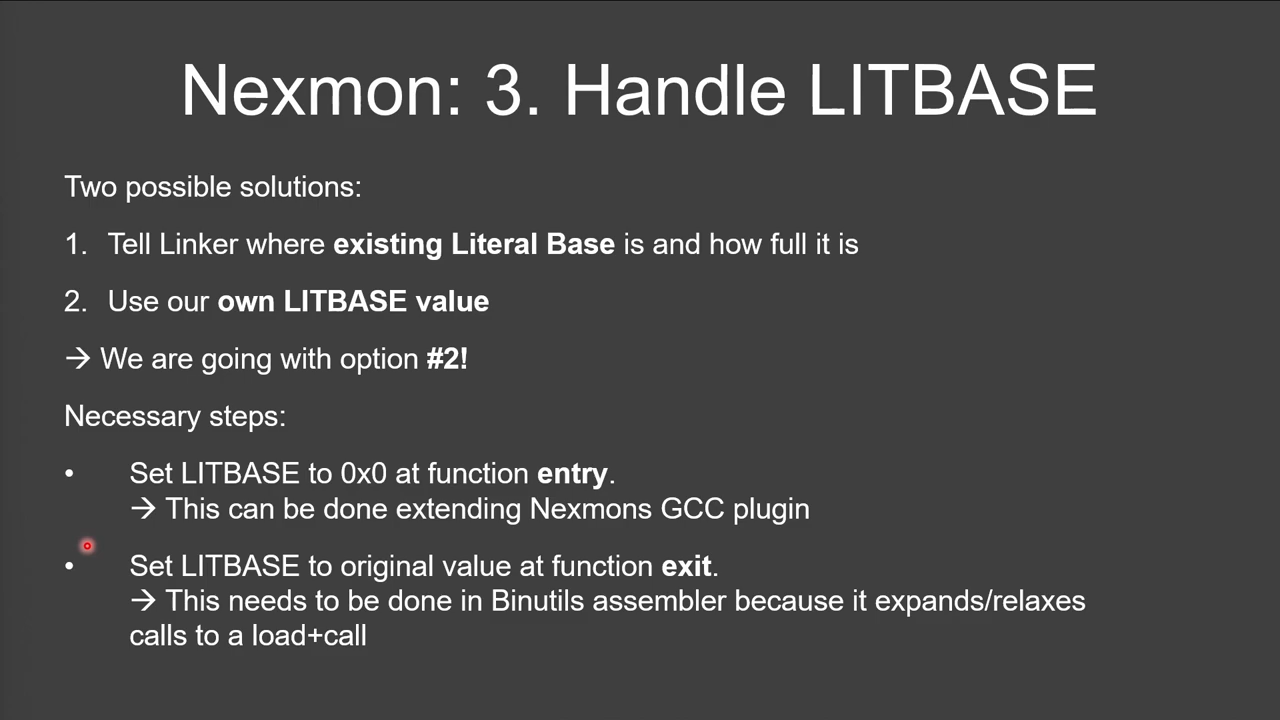 Nexmon: 3. Handle LITBASE
Two possible solutions:
1. Tell Linker where existing Literal Base is and how full it is
2. Use our own LITBASE value
→ We are going with option #2!
Necessary steps:
• Set LITBASE to 0x0 at function entry.
→ This can be done extending Nexmons GCC plugin
• Set LITBASE to original value at function exit.
→ This needs to be done in Binutils assembler because it expands/relaxes
calls to a load+call